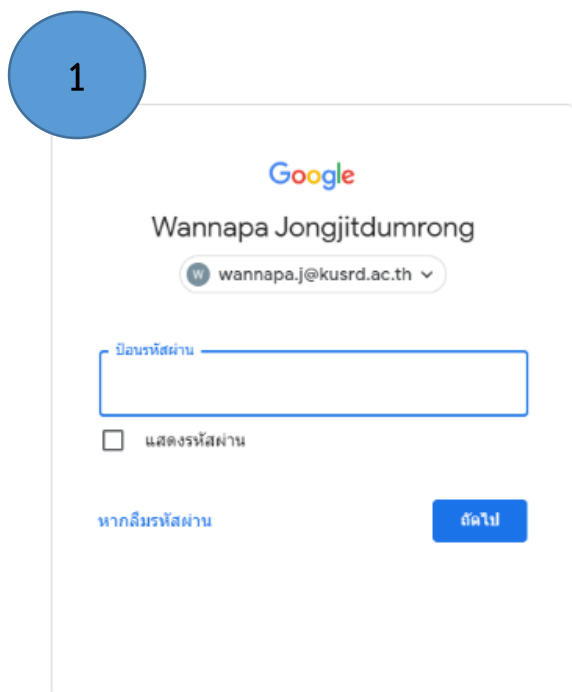 1
Google
Wannapa Jongjitdumrong
W wannapa.j@kusrd.ac.th
ป้อนรหัสผ่าน
แสดงรหัสผ่าน
หากลืมรหัสผ่าน
ถัดไป